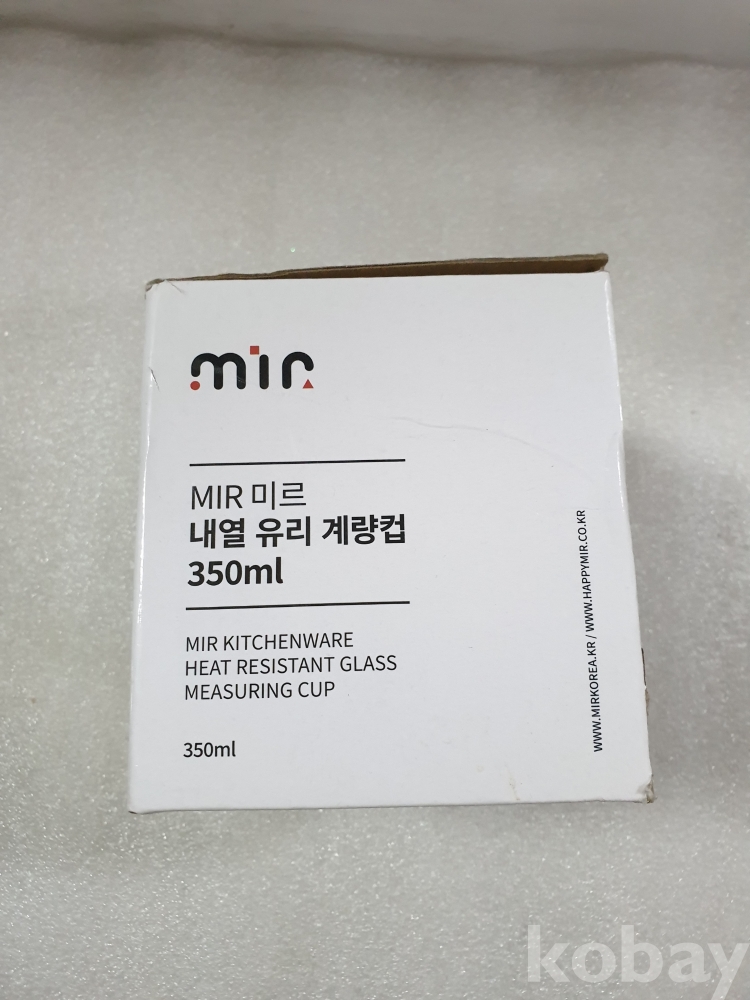 mir
MIR 미르
내열 유리 계량컵
350ml
MIR KITCHENWARE
HEAT RESISTANT GLASS
MEASURING CUP
350ml
WWW.MIRKOREA.KR / WWW.HAPPYMIR.CO.KR
kobay